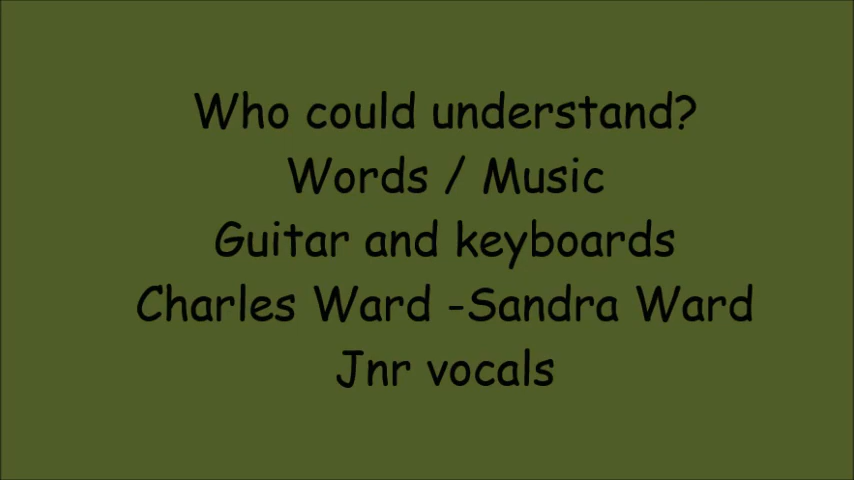 Who could understand?
Words / Music
Guitar and keyboards
Charles Ward -Sandra Ward
Jnr vocals